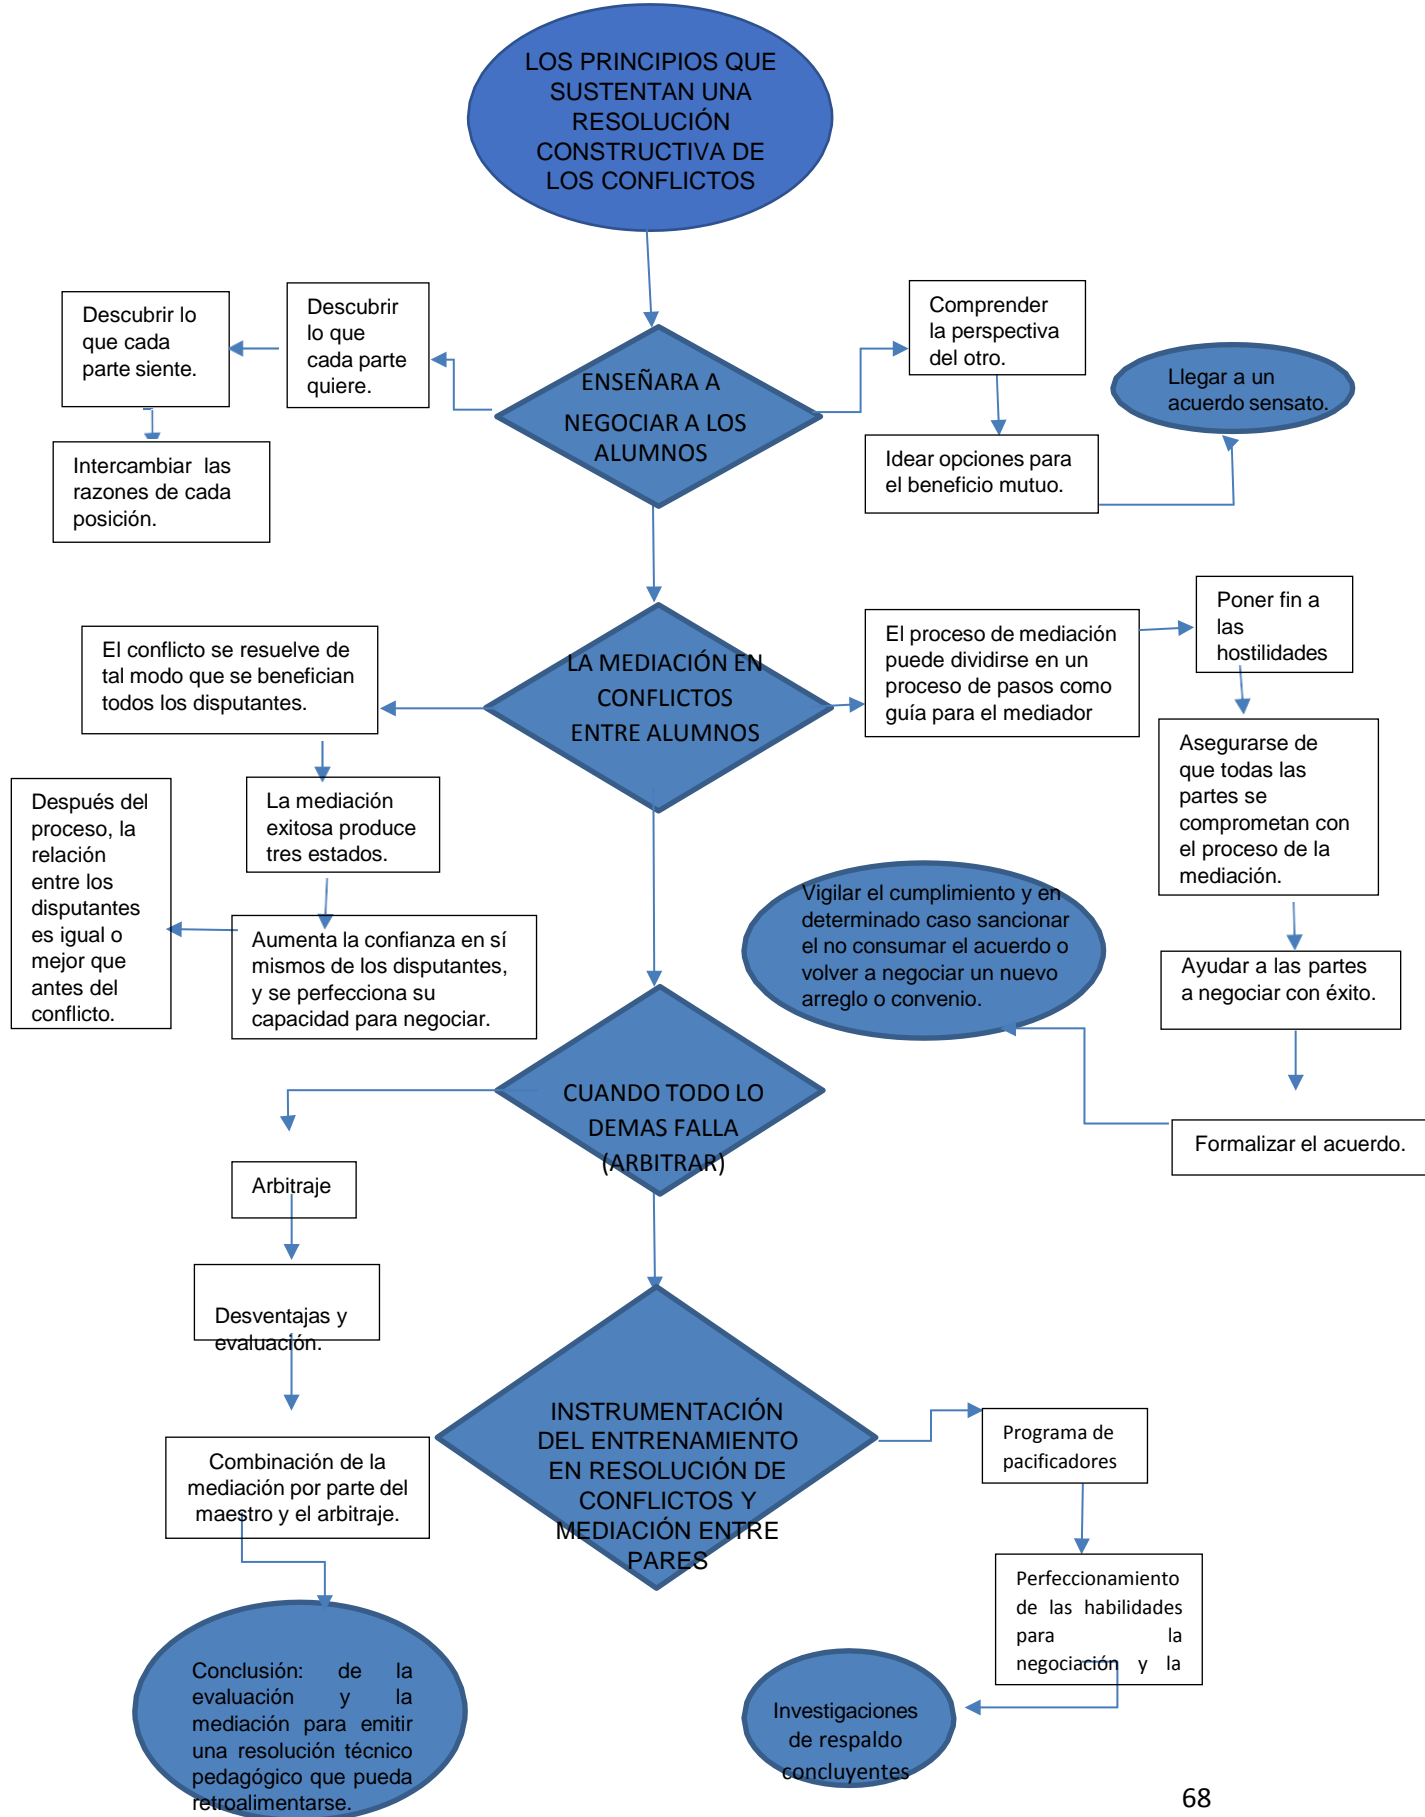 LOS PRINCIPIOS QUE
SUSTENTAN UNA
RESOLUCIÓN
CONSTRUCTIVA DE
LOS CONFLICTOS
Descubrir lo
que cada
parte siente.
Descubrir
lo que
cada parte
quiere.
Intercambiar las
razones de cada
posición.
ENSEÑARA A
NEGOCIAR A LOS
ALUMNOS
Comprender
la perspectiva
del otro.
Idear opciones para
el beneficio mutuo.
Llegar a un
acuerdo sensato.
El conflicto se resuelve de
tal modo que se benefician
todos los disputantes.
La mediación
exitosa produce
tres estados.
Aumenta la confianza en sí
mismos de los disputantes,
y se perfecciona su
capacidad para negociar.
Después del
proceso, la
relación
entre los
disputantes
es igual o
mejor que
antes del
conflicto.
LA MEDIACIÓN EN
CONFLICTOS
ENTRE ALUMNOS
El proceso de mediación
puede dividirse en un
proceso de pasos como
guía para el mediador
Poner fin a
las
hostilidades
Asegurarse de
que todas las
partes se
comprometan con
el proceso de la
mediación.
Ayudar a las partes
a negociar con éxito.
Formalizar el acuerdo.
Vigilar el cumplimiento y en
determinado caso sancionar
el no consumar el acuerdo o
volver a negociar un nuevo
arreglo o convenio.
CUANDO TODO LO
DEMAS FALLA
(ARBITRAR)
Arbitraje
Desventajas y
evaluación.
Combinación de la
mediación por parte del
maestro y el arbitraje.
Conclusión: de la
evaluación y la
mediación para emitir
una resolución técnico
pedagógico que pueda
retroalimentarse.
INSTRUMENTACIÓN
DEL ENTRENAMIENTO
EN RESOLUCIÓN DE
CONFLICTOS Y
MEDIACIÓN ENTRE
PARES
Programa de
pacificadores
Perfeccionamiento
de las habilidades
para la
negociación y la
Investigaciones
de respaldo
concluyentes
68